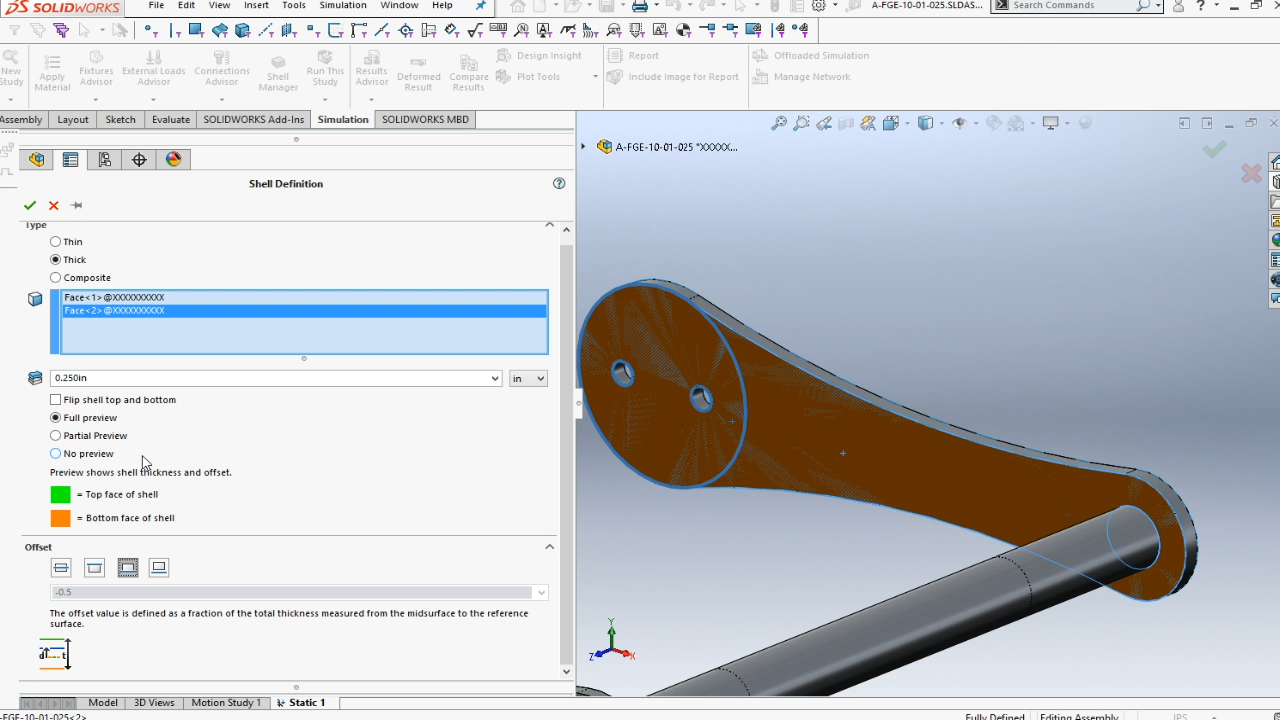 SOLIDWORKS File Edit View Insert Tools Simulation Window Help A-FGE-10-01-025.SLDAS... Search Commands
New Study
Apply Material
Fixtures Advisor
External Loads Advisor
Connections Advisor
Shell Manager
Run This Study
Results Advisor
Deformed Result
Compare Results
Design Insight
Plot Tools
Report
Include Image for Report
Offloaded Simulation
Manage Network
Assembly Layout Sketch Evaluate SOLIDWORKS Add-Ins Simulation SOLIDWORKS MBD
A-FGE-10-01-025 "XXXXX...
Shell Definition
Type
Thin
Thick
Composite
Face<1>@XXXXXXXXXX
Face<2>@XXXXXXXXXX
0.250in in
Flip shell top and bottom
Full preview
Partial Preview
No preview
Preview shows shell thickness and offset.
= Top face of shell
= Bottom face of shell
Offset
-0.5
The offset value is defined as a fraction of the total thickness measured from the midsurface to the reference
surface.
d t
Y
Z X
Model 3D Views Motion Study 1 Static 1
-FGE-10-01-025<2> Fully Defined Editing Assembly IPS